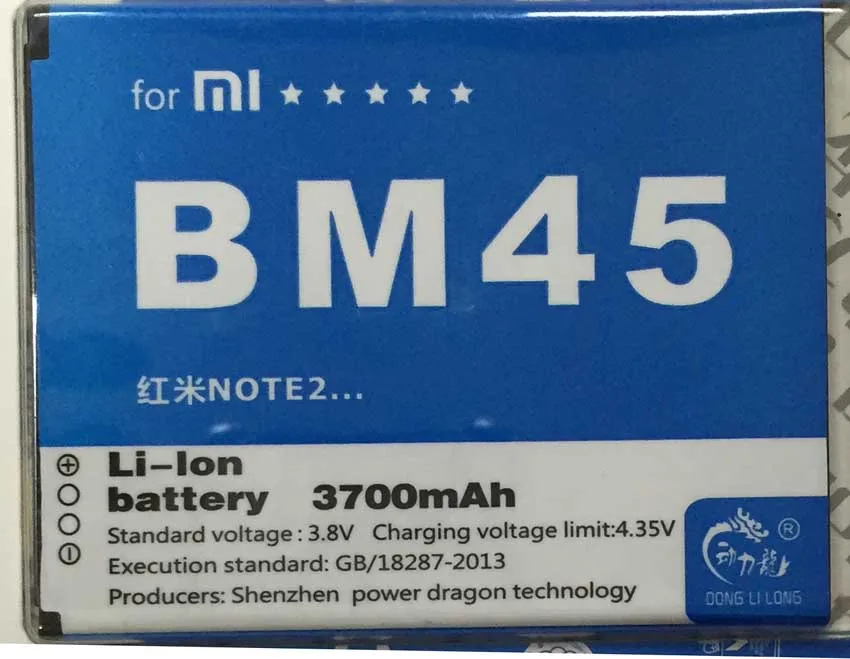 for mi
BM45
红米NOTE2...
Li-Ion
battery 3700mAh
Standard voltage : 3.8V Charging voltage limit:4.35V
Execution standard: GB/18287-2013
Producers: Shenzhen power dragon technology
动力龍 ®
DONG LI LONG